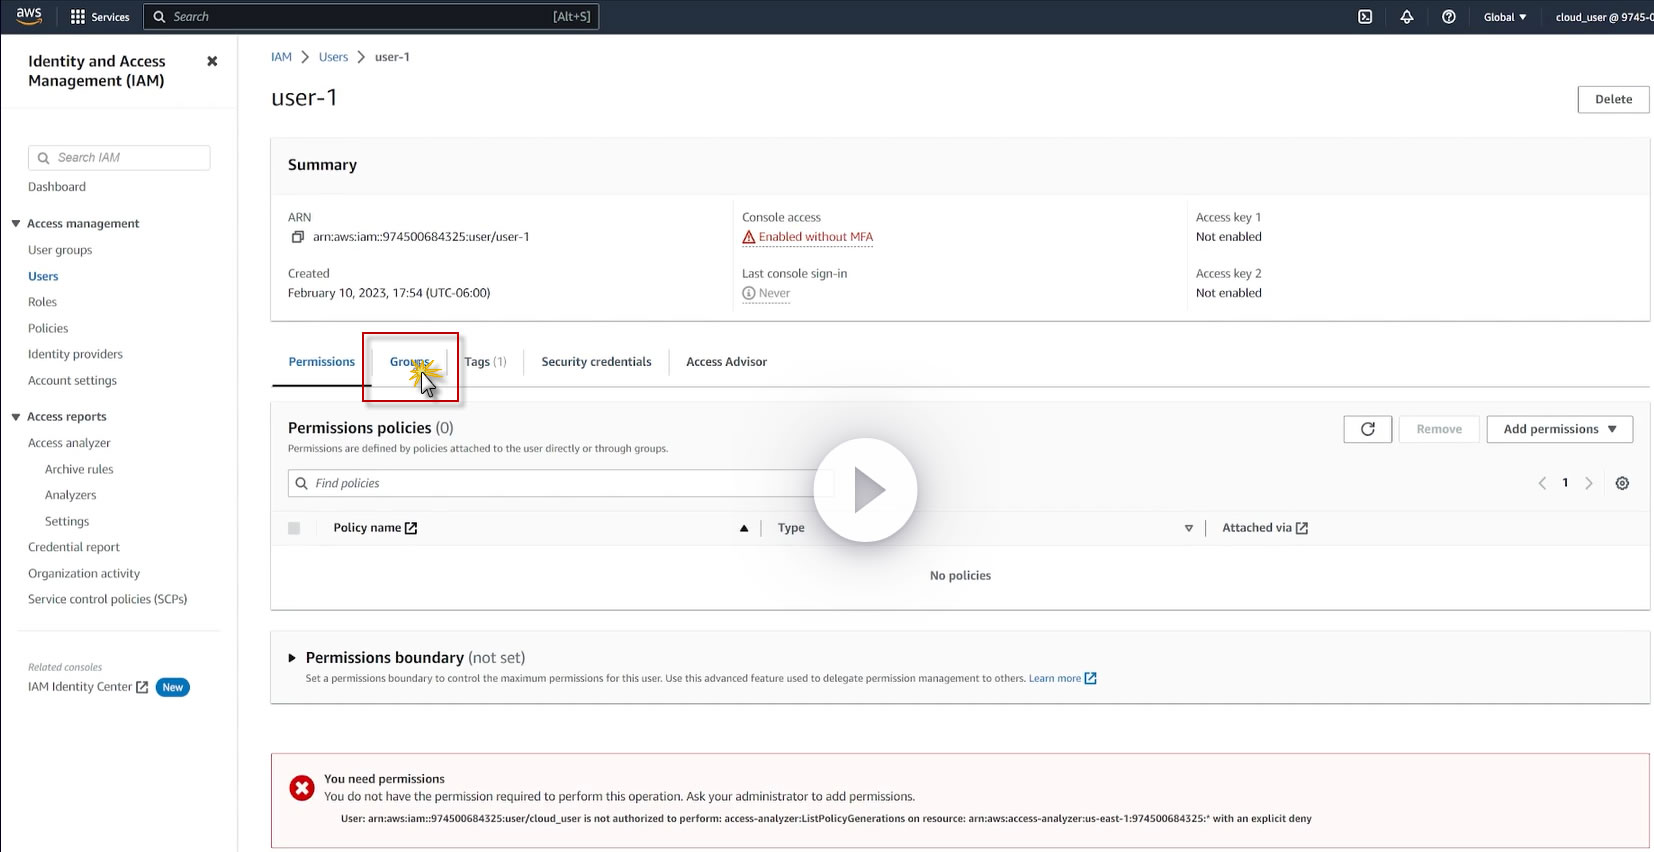 aws
Services
Search
[Alt+S]
Global
cloud_user @ 9745-0
Identity and Access
Management (IAM)
Search IAM
Dashboard
Access management
User groups
Users
Roles
Policies
Identity providers
Account settings
Access reports
Access analyzer
Archive rules
Analyzers
Settings
Credential report
Organization activity
Service control policies (SCPs)
Related consoles
IAM Identity Center New
IAM > Users > user-1
user-1
Delete
Summary
ARN
arn:aws:iam::974500684325:user/user-1
Created
February 10, 2023, 17:54 (UTC-06:00)
Console access
Enabled without MFA
Last console sign-in
Never
Access key 1
Not enabled
Access key 2
Not enabled
Permissions
Groups
Tags (1)
Security credentials
Access Advisor
Permissions policies (0)
Permissions are defined by policies attached to the user directly or through groups.
Remove
Add permissions
Find policies
1
Policy name
Type
Attached via
No policies
Permissions boundary (not set)
Set a permissions boundary to control the maximum permissions for this user. Use this advanced feature used to delegate permission management to others. Learn more
You need permissions
You do not have the permission required to perform this operation. Ask your administrator to add permissions.
User: arn:aws:iam::974500684325:user/cloud_user is not authorized to perform: access-analyzer:ListPolicyGenerations on resource: arn:aws:access-analyzer:us-east-1:974500684325:* with an explicit deny